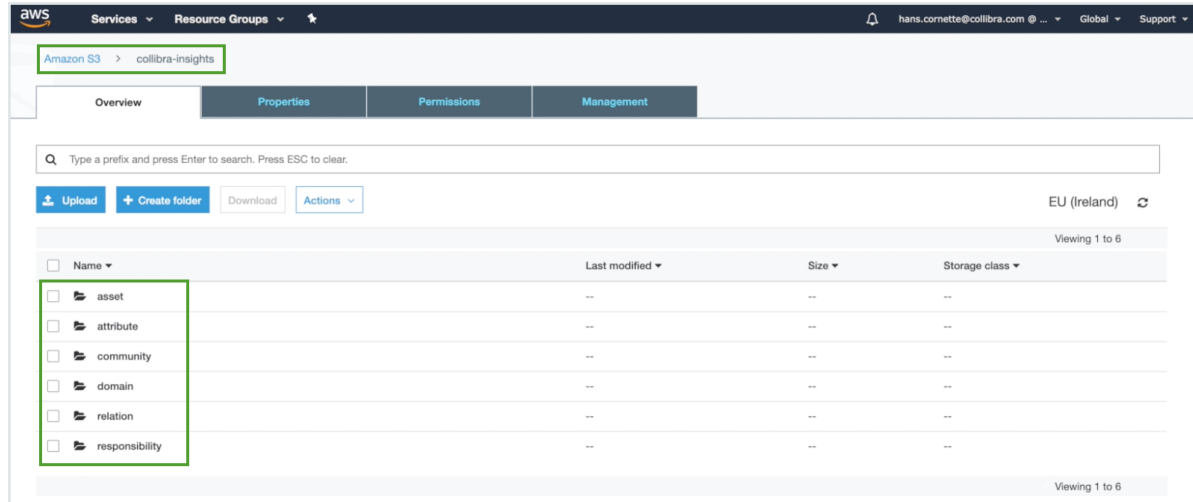 aws Services Resource Groups hans.cornette@collibra.com @ ... Global Support
Amazon S3 > collibra-insights
Overview Properties Permissions Management
Type a prefix and press Enter to search. Press ESC to clear.
Upload + Create folder Download Actions EU (Ireland)
Viewing 1 to 6
Name Last modified Size Storage class
asset -- -- --
attribute -- -- --
community -- -- --
domain -- -- --
relation -- -- --
responsibility -- -- --
Viewing 1 to 6